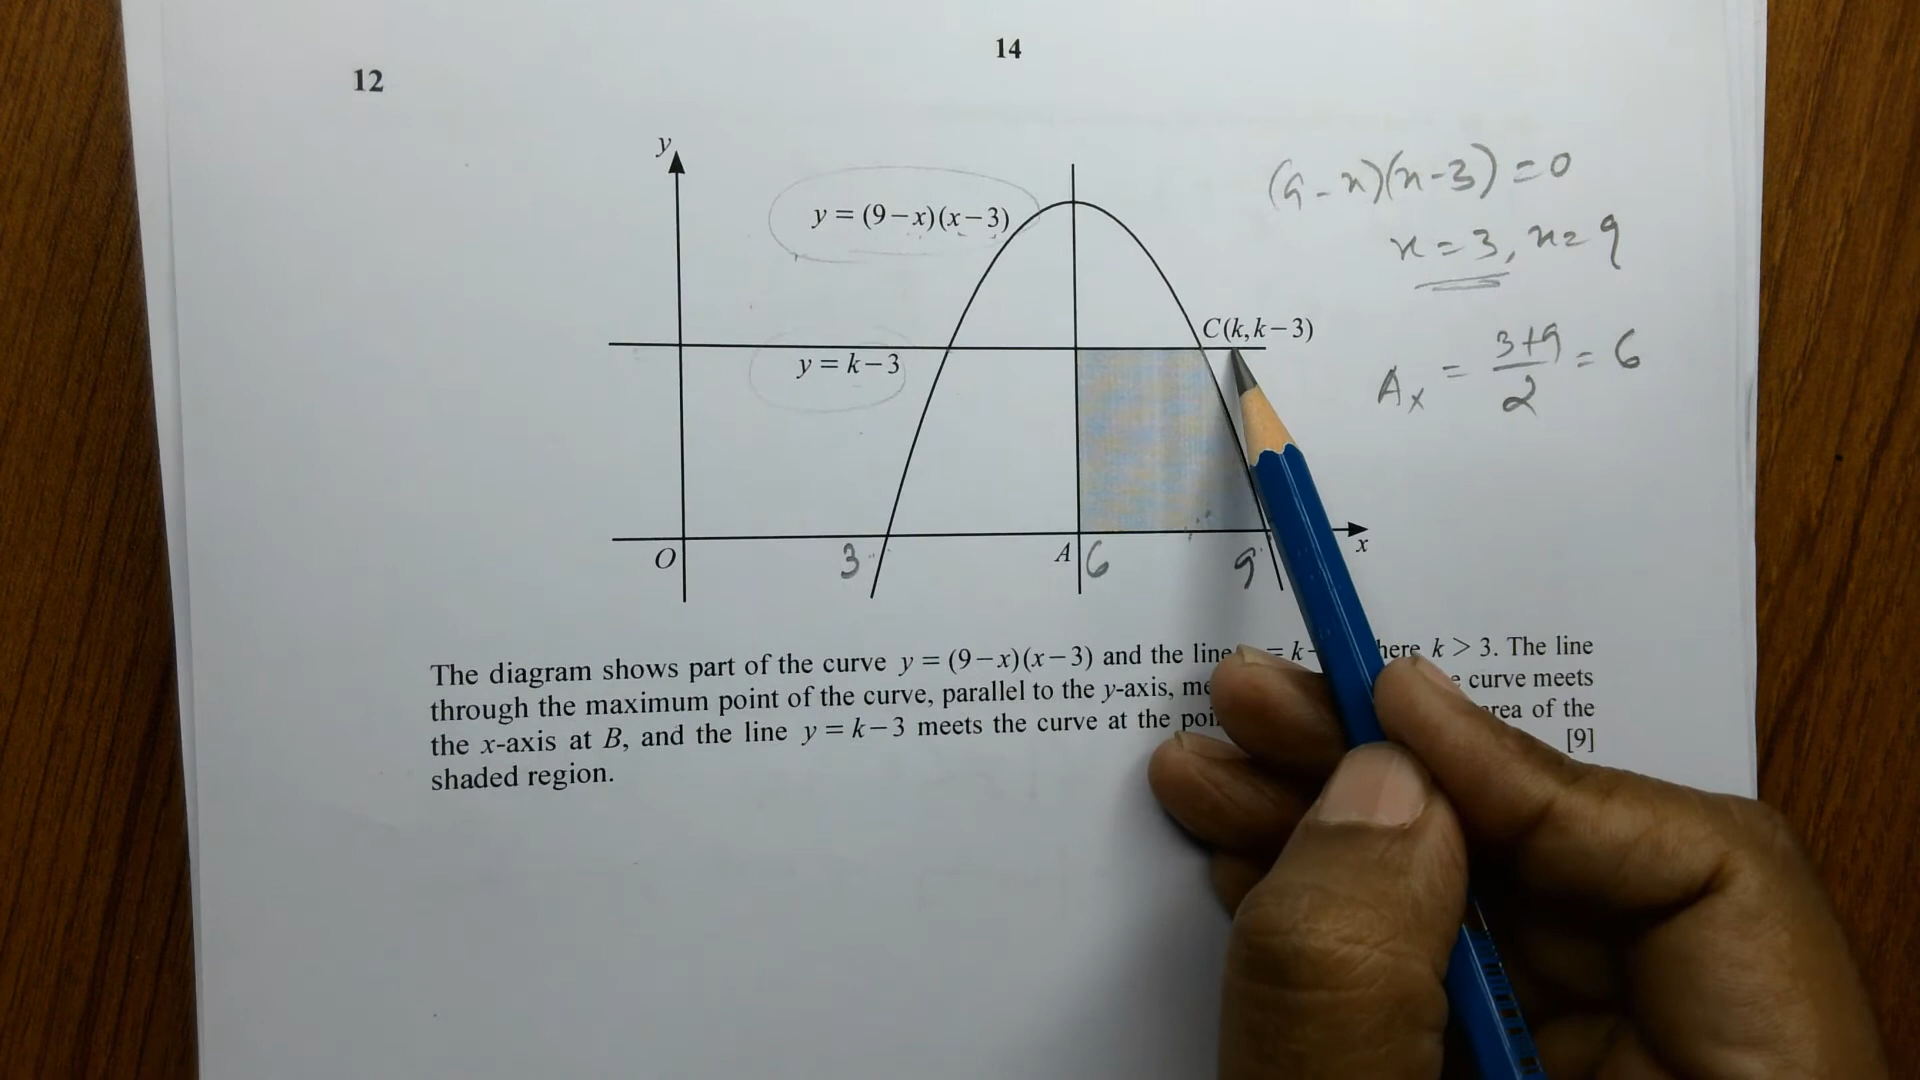 14
12
y
y = (9−x)(x−3)
(9 - x)(x-3) = 0
x = 3, x = 9
C(k, k−3)
y = k−3
Ax = 3+9/2 = 6
O
3
A
6
9
x
The diagram shows part of the curve y = (9−x)(x−3) and the line = k- here k > 3. The line
through the maximum point of the curve, parallel to the y-axis, curve meets
the x-axis at B, and the line y = k−3 meets the curve at the of the
shaded region. [9]